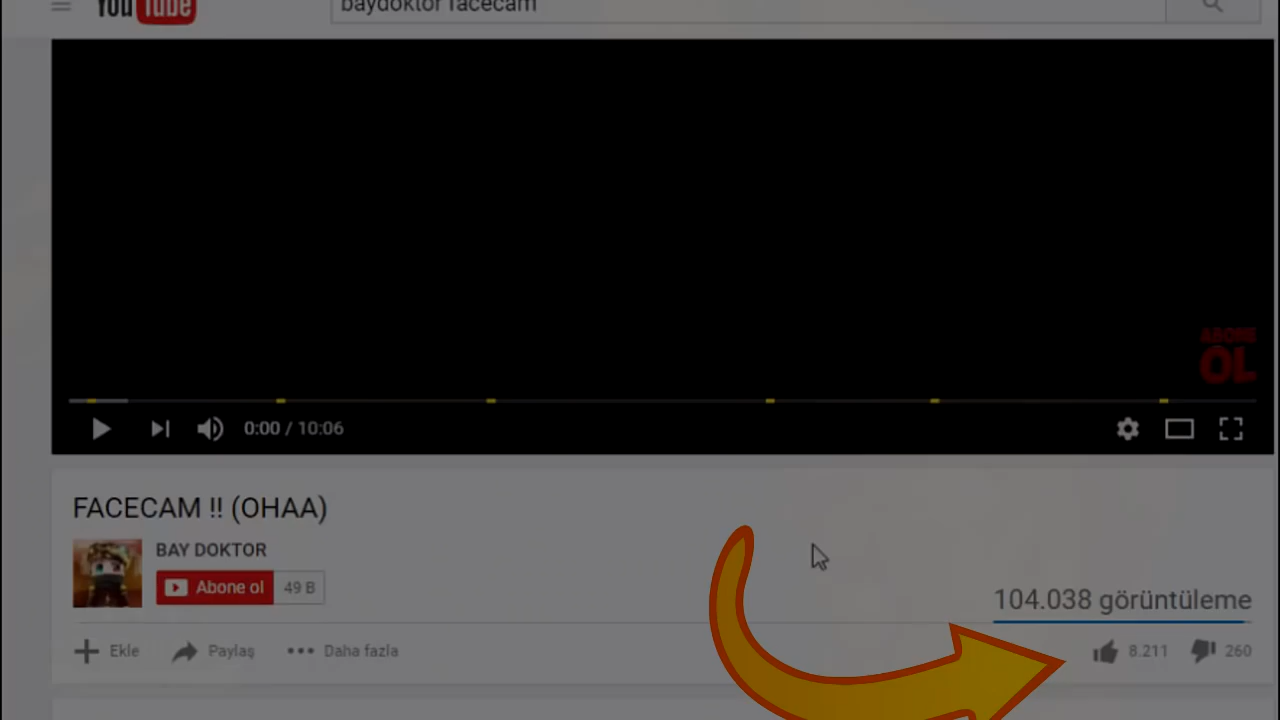 YouTube
baydoktor facecam
ABONE
OL
0:00 / 10:06
FACECAM !! (OHAA)
BAY DOKTOR
Abone ol 49 B
104.038 görüntüleme
Ekle Paylaş Daha fazla 8.211 260